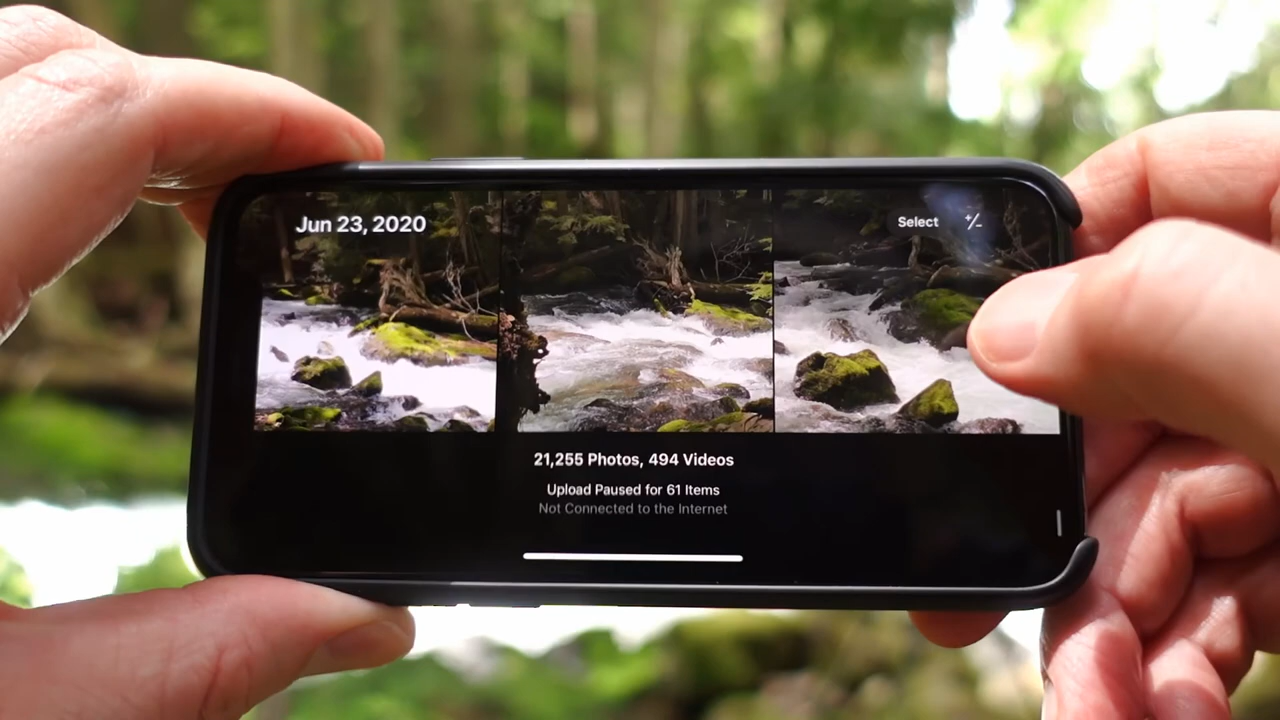 Jun 23, 2020
Select
21,255 Photos, 494 Videos
Upload Paused for 61 Items
Not Connected to the Internet